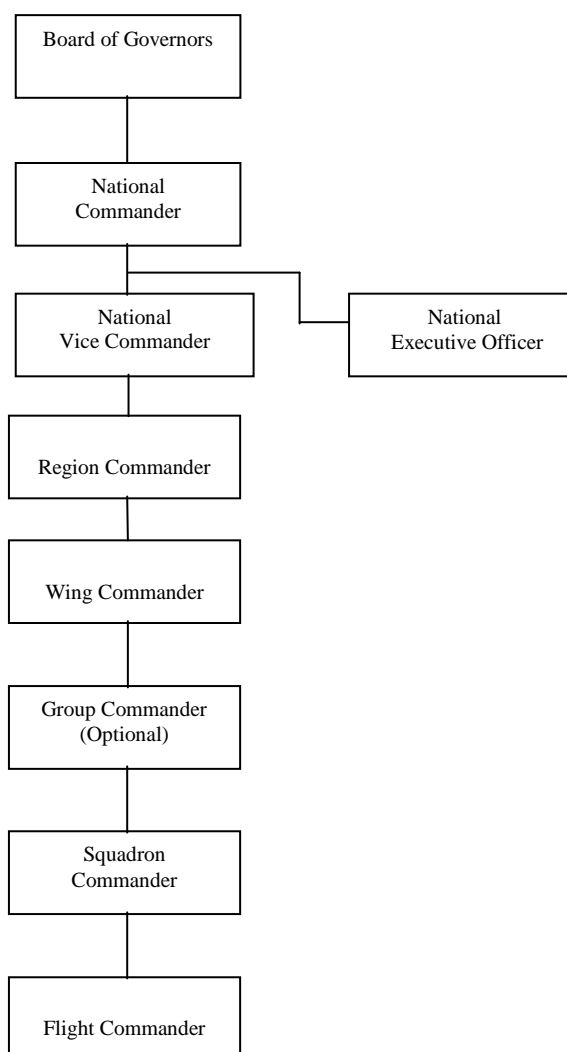 Board of Governors
National
Commander
National
Vice Commander
National
Executive Officer
Region Commander
Wing Commander
Group Commander
(Optional)
Squadron
Commander
Flight Commander